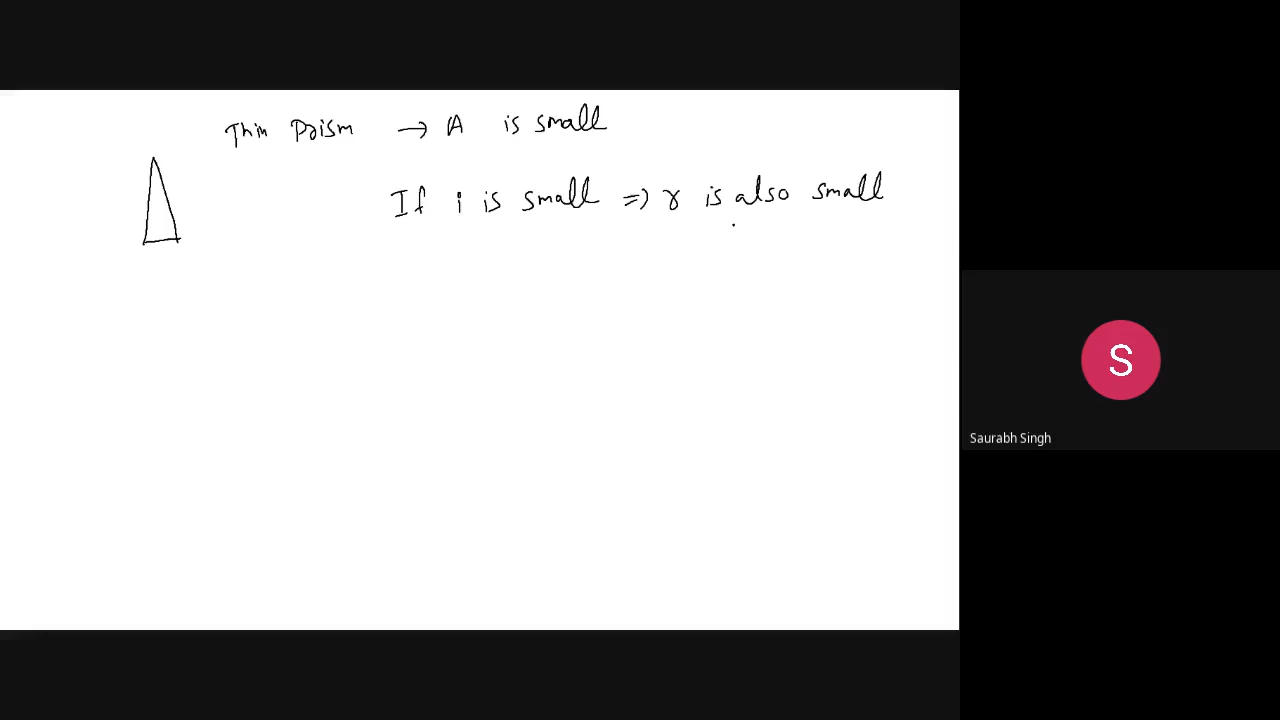 Thin Prism → A is small
If i is small ⇒ r is also small
S
Saurabh Singh